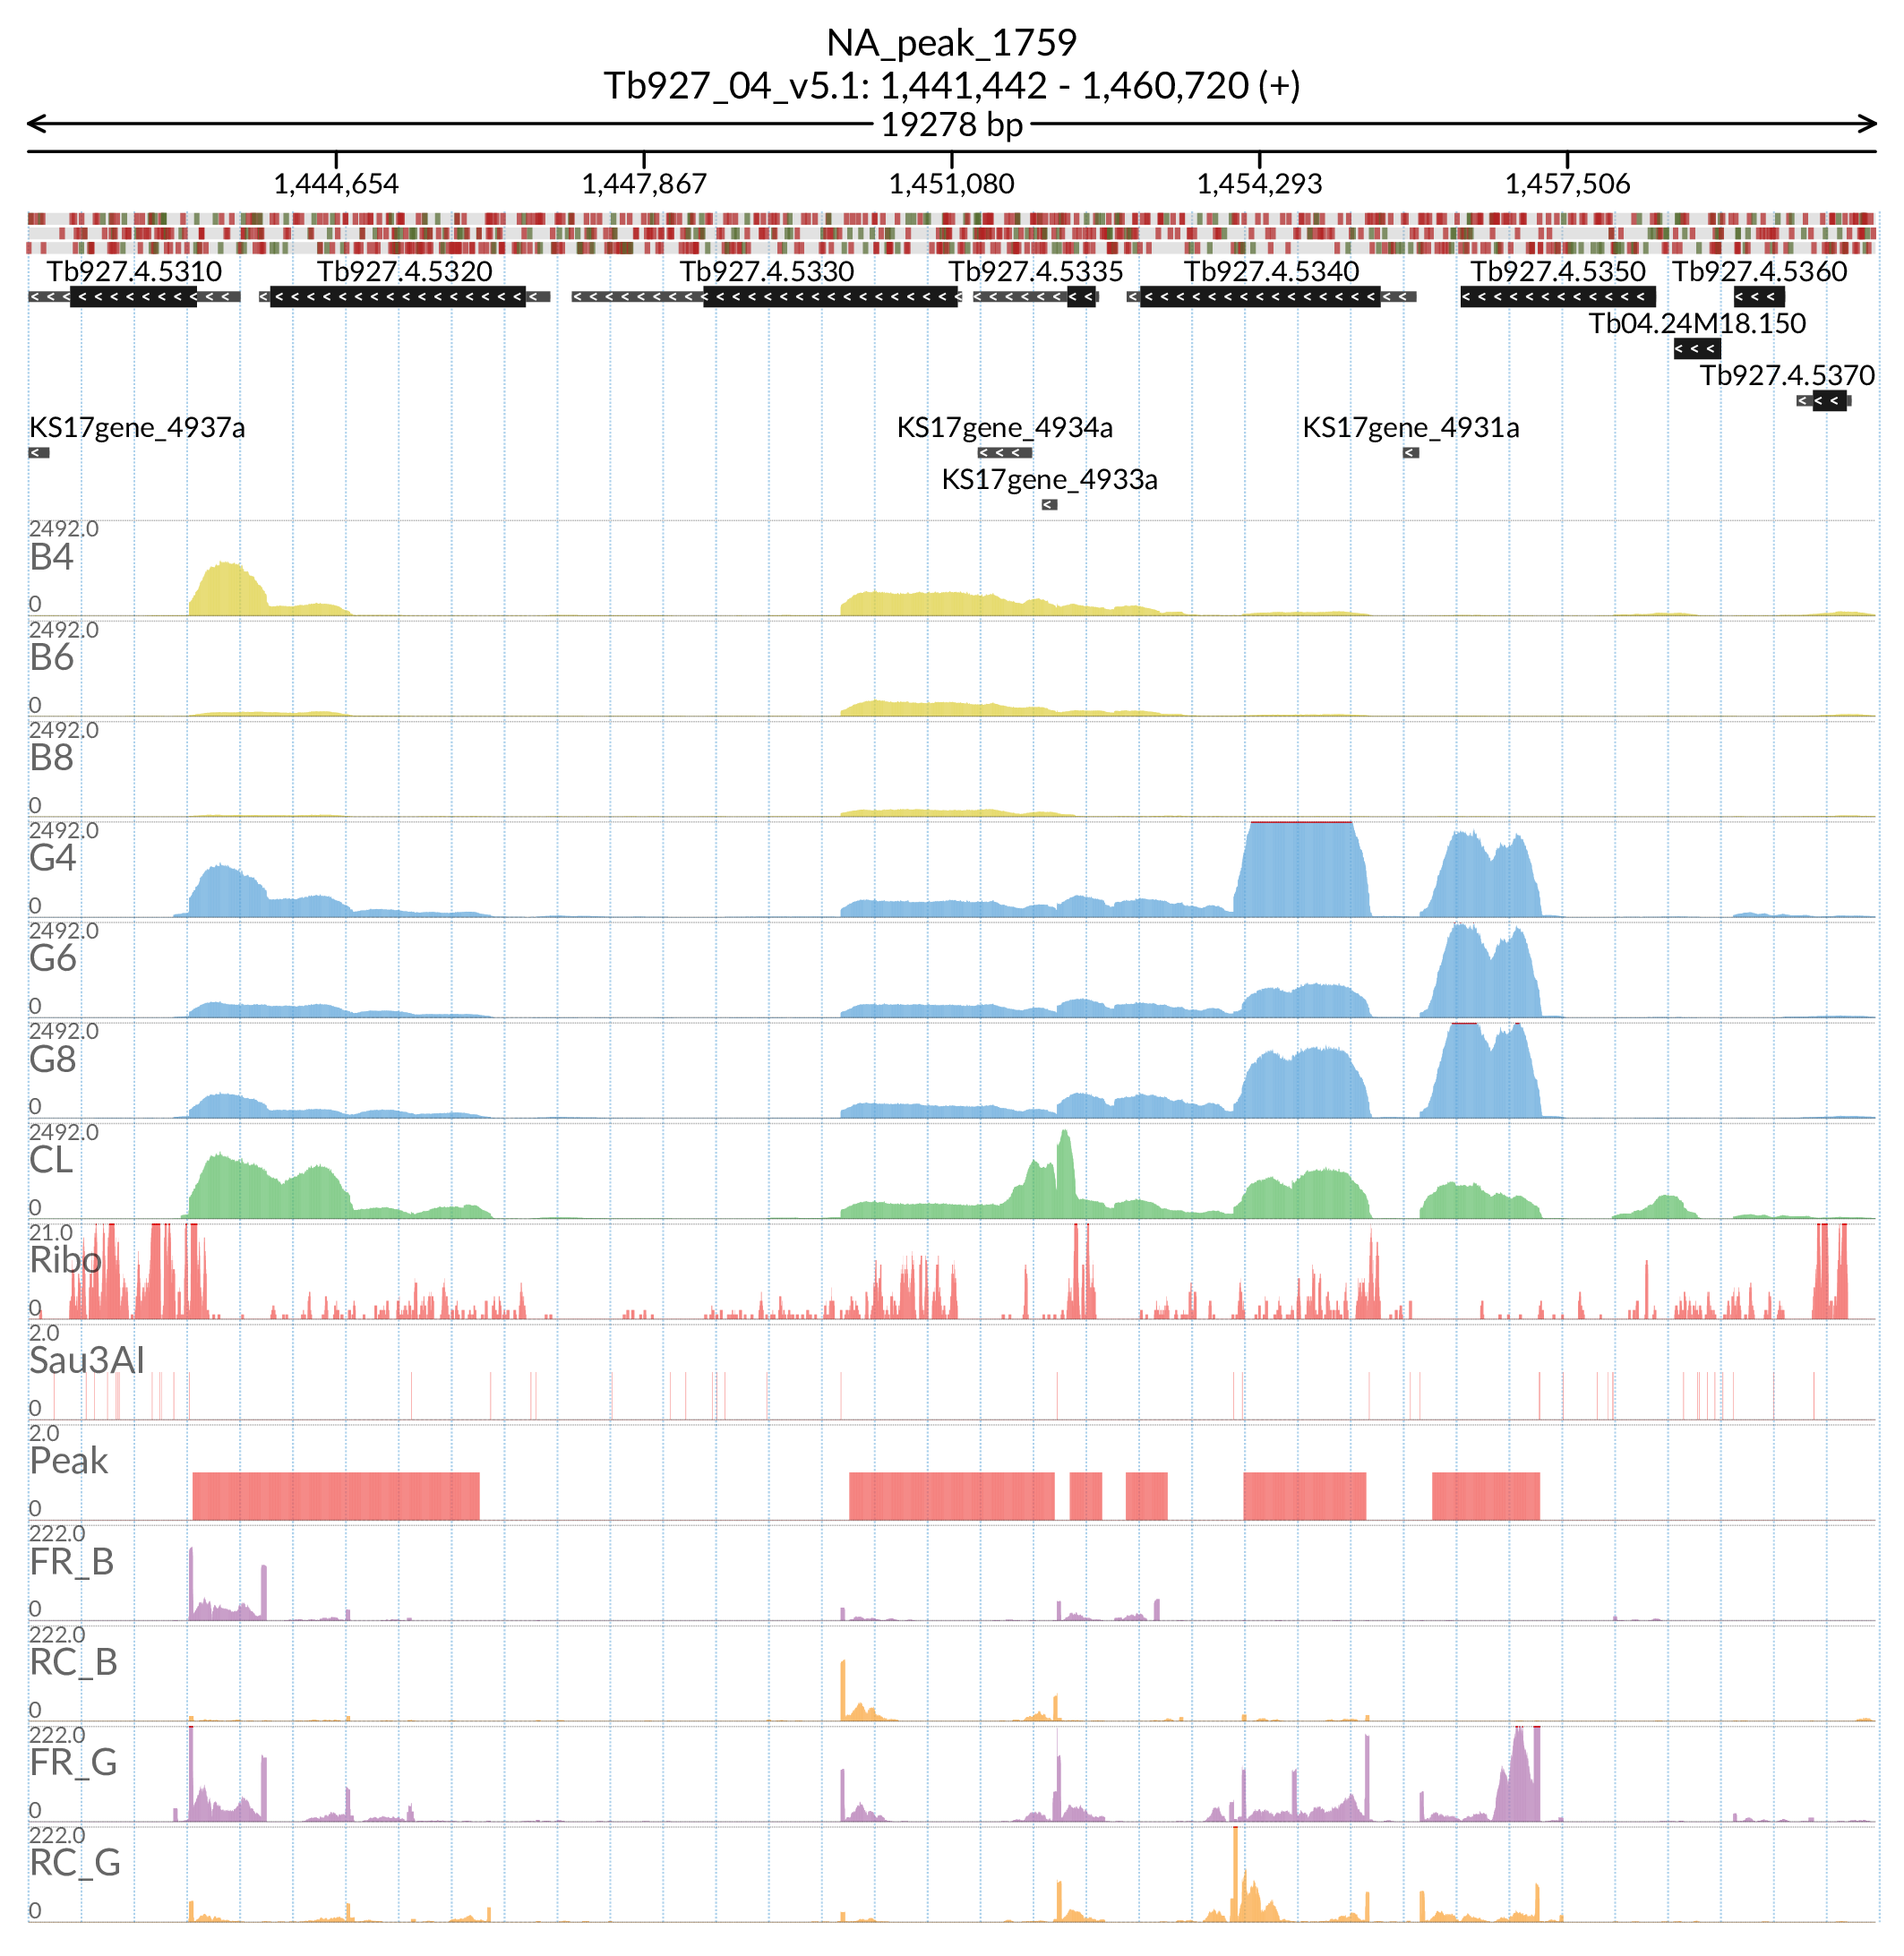 NA_peak_1759
Tb927_04_v5.1: 1,441,442 - 1,460,720 (+)
19278 bp
1,444,654 1,447,867 1,451,080 1,454,293 1,457,506
Tb927.4.5310 Tb927.4.5320 Tb927.4.5330 Tb927.4.5335 Tb927.4.5340 Tb927.4.5350 Tb927.4.5360
Tb04.24M18.150
Tb927.4.5370
KS17gene_4937a KS17gene_4934a KS17gene_4931a
KS17gene_4933a
2492.0
B4
0
2492.0
B6
0
2492.0
B8
0
2492.0
G4
0
2492.0
G6
0
2492.0
G8
0
2492.0
CL
0
21.0
Ribo
0
2.0
Sau3AI
0
2.0
Peak
0
222.0
FR_B
0
222.0
RC_B
0
222.0
FR_G
0
222.0
RC_G
0